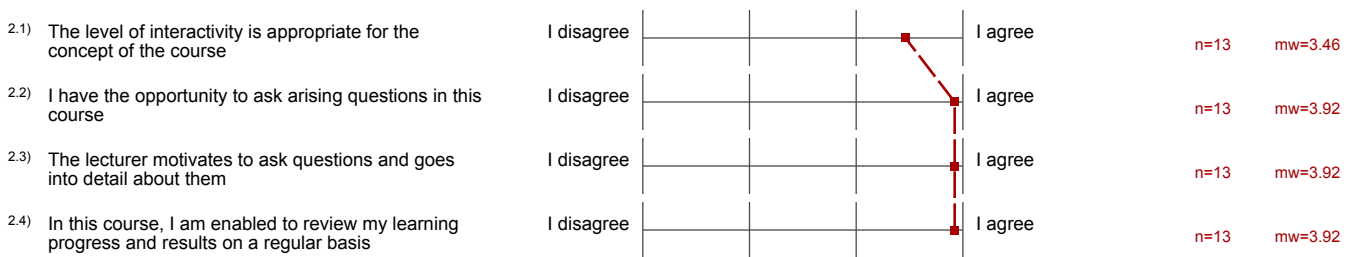 2.1) The level of interactivity is appropriate for the
concept of the course
I disagree I agree n=13 mw=3.46
2.2) I have the opportunity to ask arising questions in this
course
I disagree I agree n=13 mw=3.92
2.3) The lecturer motivates to ask questions and goes
into detail about them
I disagree I agree n=13 mw=3.92
2.4) In this course, I am enabled to review my learning
progress and results on a regular basis
I disagree I agree n=13 mw=3.92